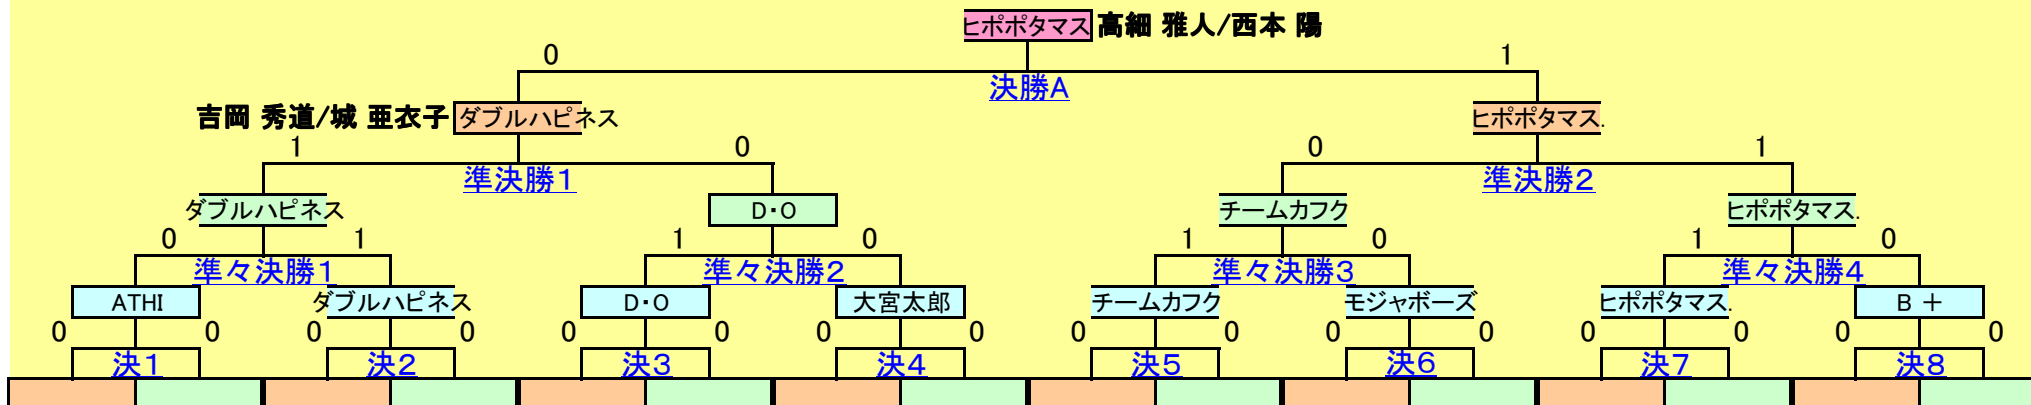 ヒポポタマス 高細 雅人/西本 陽
0 1
決勝A
吉岡 秀道/城 亜衣子 ダブルハピネス ヒポポタマス.
1 0 0 1
準決勝1 準決勝2
ダブルハピネス D・O チームカフク ヒポポタマス.
0 1 1 0 1 0 1 0
準々決勝1 準々決勝2 準々決勝3 準々決勝4
ATHI ダブルハピネス D・O 大宮太郎 チームカフク モジャボーズ ヒポポタマス. B +
0 0 0 0 0 0 0 0 0 0 0 0 0 0 0 0
決1 決2 決3 決4 決5 決6 決7 決8